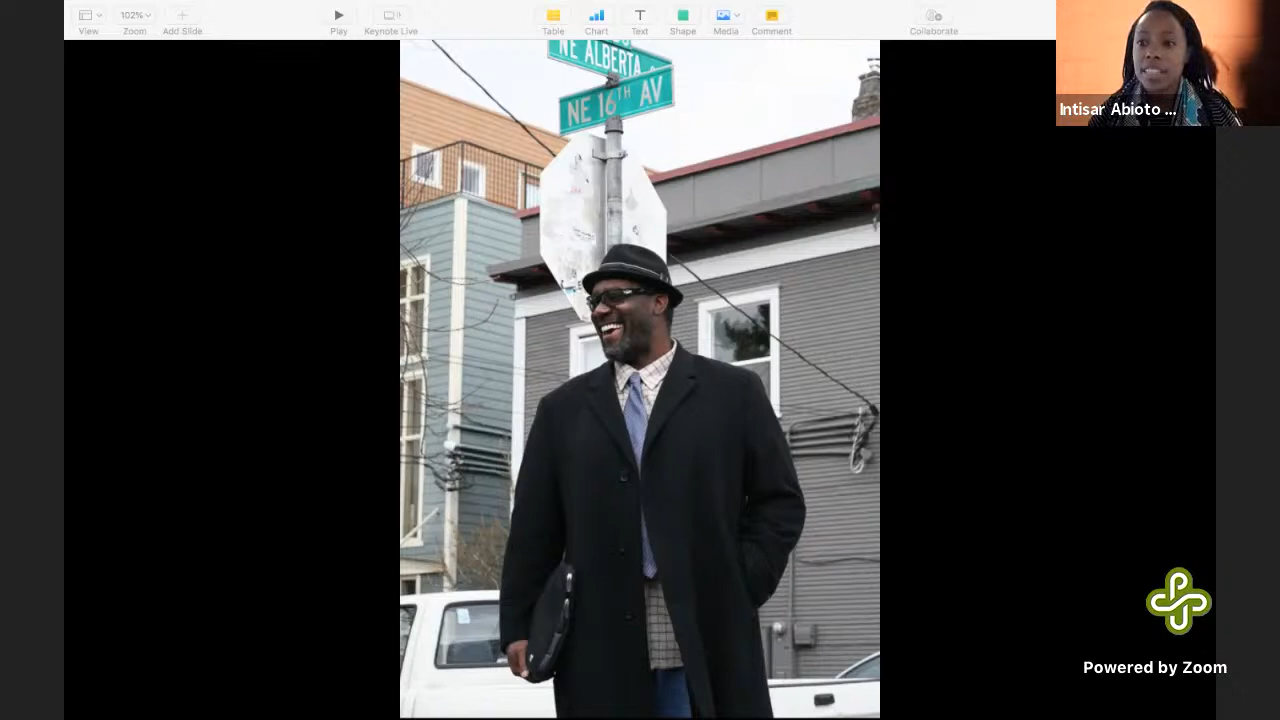 View
102%
Zoom
Add Slide
Play
Keynote Live
Table
Chart
T
Text
Shape
Media
Comment
Collaborate
Intisar Abioto ...
NE ALBERTA
NE 16TH AV
PPU
Powered by Zoom